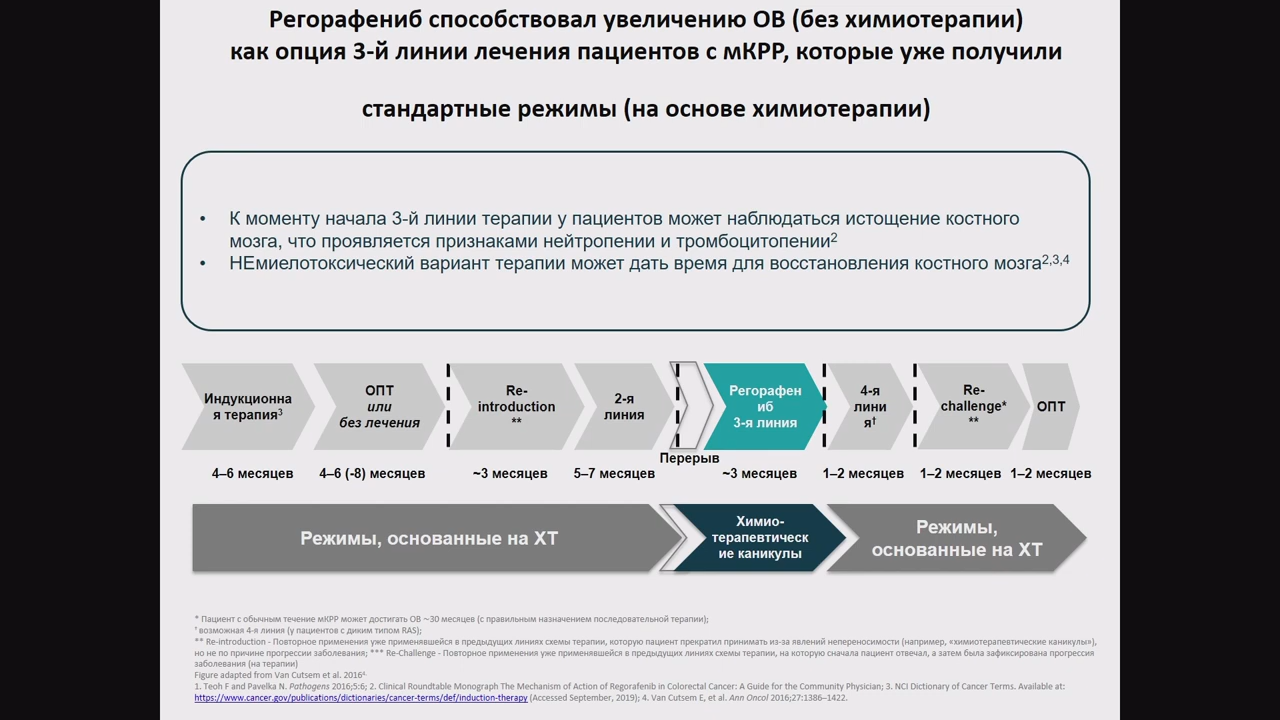 Регорафениб способствовал увеличению ОВ (без химиотерапии)
как опция 3-й линии лечения пациентов с мКРР, которые уже получили
стандартные режимы (на основе химиотерапии)
• К моменту начала 3-й линии терапии у пациентов может наблюдаться истощение костного
мозга, что проявляется признаками нейтропении и тромбоцитопении2
• НЕмиелотоксический вариант терапии может дать время для восстановления костного мозга2,3,4
Индукционна
я терапия3
ОПТ
или
без лечения
Re-
introduction
**
2-я
линия
Регорафен
иб
3-я линия
4-я
лини
я†
Re-
challenge*
**
ОПТ
Перерыв
4–6 месяцев
4–6 (-8) месяцев
~3 месяцев
5–7 месяцев
~3 месяцев
1–2 месяцев
1–2 месяцев
1–2 месяцев
Режимы, основанные на ХТ
Химио-
терапевтическ
ие каникулы
Режимы,
основанные на ХТ
* Пациент с обычным течение мКРР может достигать ОВ ~30 месяцев (с правильным назначением последовательной терапии);
† возможная 4-я линия (у пациентов с диким типом RAS);
** Re-introduction - Повторное применения уже применявшейся в предыдущих линиях схемы терапии, которую пациент прекратил принимать из-за явлений непереносимости (например, «химиотерапевтические каникулы»),
но не по причине прогрессии заболевания; *** Re-Challenge - Повторное применения уже применявшейся в предыдущих линиях схемы терапии, на которую сначала пациент отвечал, а затем была зафиксирована прогрессия
заболевания (на терапии)
Figure adapted from Van Cutsem et al. 20164.
1. Teoh F and Pavelka N. Pathogens 2016;5:6; 2. Clinical Roundtable Monograph The Mechanism of Action of Regorafenib in Colorectal Cancer: A Guide for the Community Physician; 3. NCI Dictionary of Cancer Terms. Available at:
https://www.cancer.gov/publications/dictionaries/cancer-terms/def/induction-therapy (Accessed September, 2019); 4. Van Cutsem E, et al. Ann Oncol 2016;27:1386–1422.